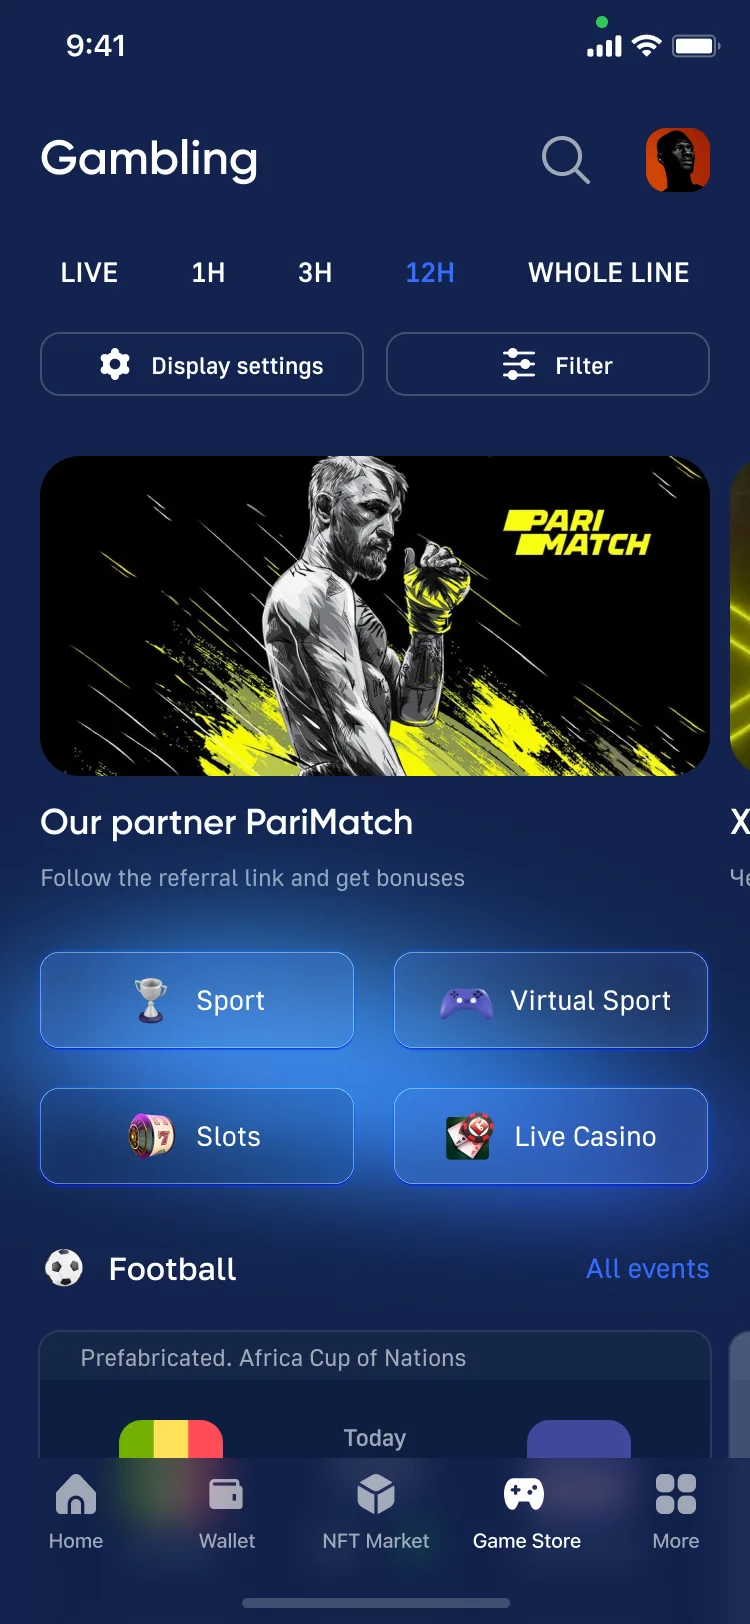 9:41
Gambling
LIVE 1H 3H 12H WHOLE LINE
Display settings Filter
PARI
MATCH
Our partner PariMatch X
Follow the referral link and get bonuses Че
Sport Virtual Sport
7
Slots Live Casino
Football All events
Prefabricated. Africa Cup of Nations
Today
Home Wallet NFT Market Game Store More